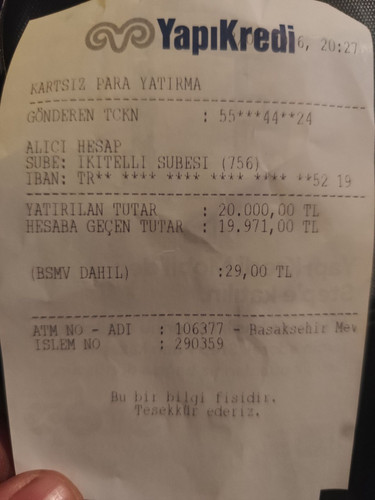 YapıKredi
6, 20:27
KARTSIZ PARA YATIRMA
GÖNDEREN TCKN : 55***44**24
ALICI HESAP
SUBE: IKITELLI SUBESI (756)
IBAN: TR** **** **** **** **** **52 19
YATIRILAN TUTAR : 20.000,00 TL
HESABA GEÇEN TUTAR : 19.971,00 TL
(BSMV DAHIL) :29,00 TL
ATM NO - ADI : 106377 - Basaksehir Mev
ISLEM NO : 290359
Bu bir bilgi fisidir.
Tesekkür ederiz.